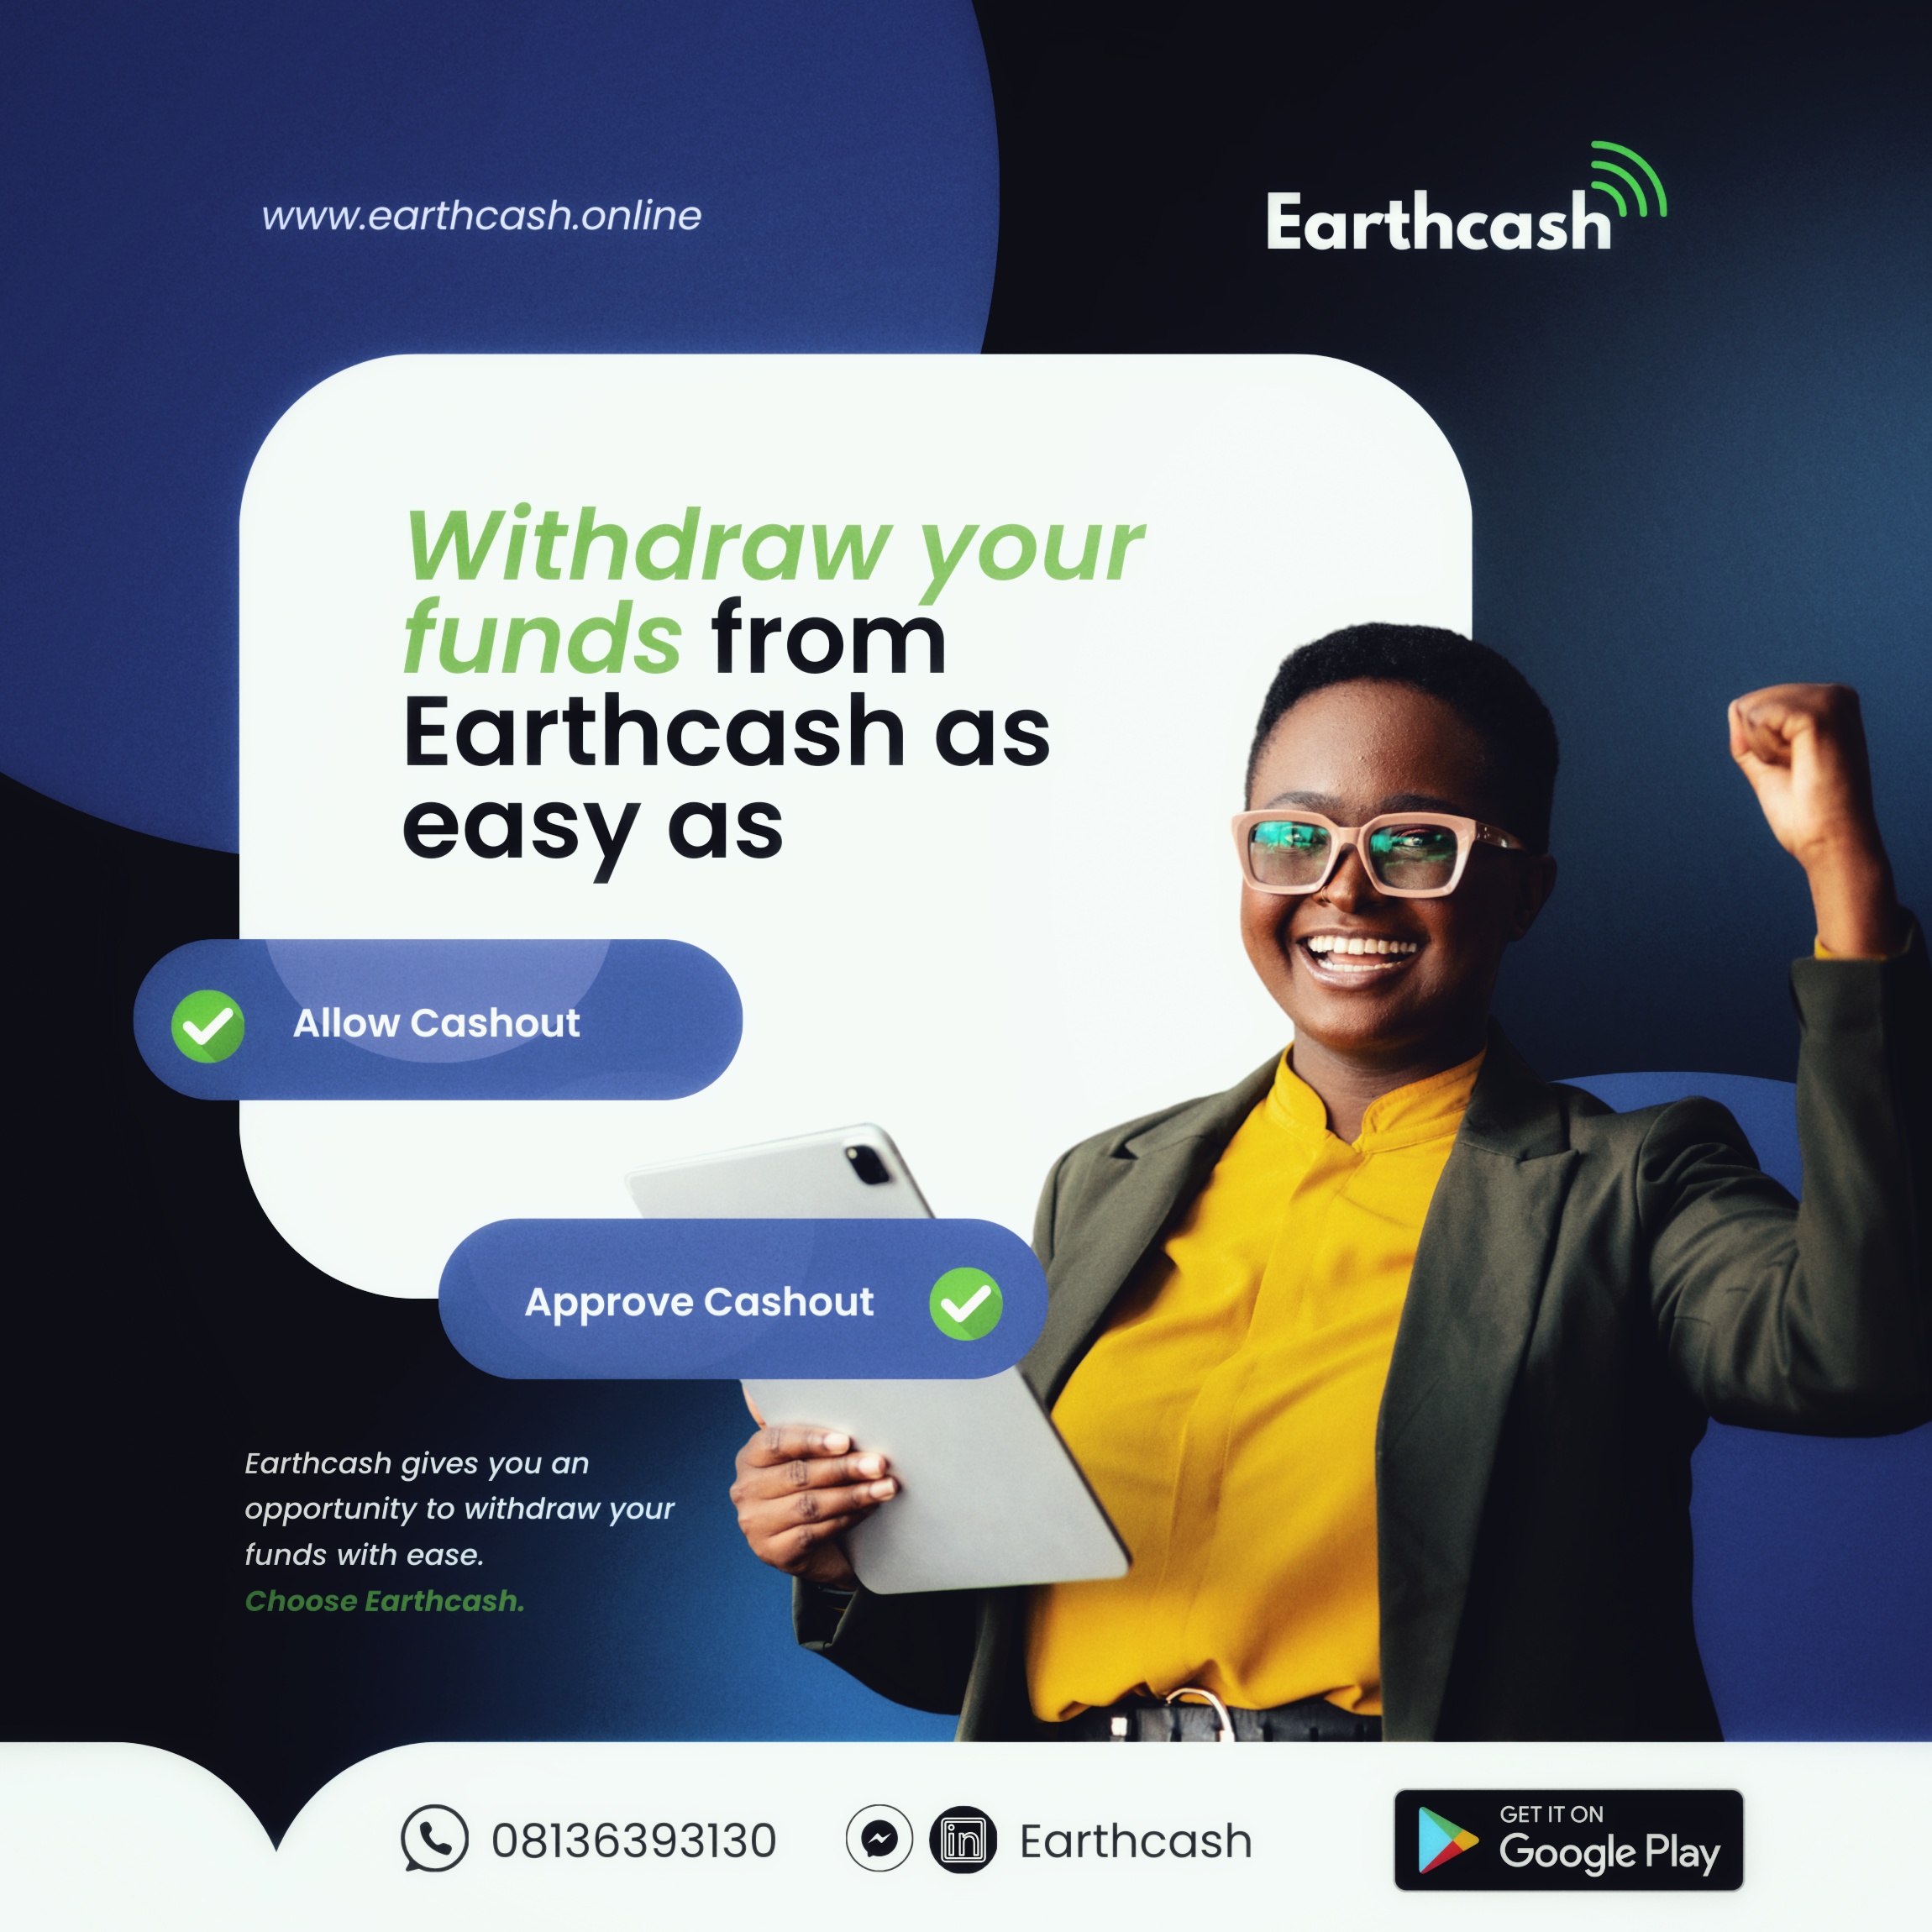 www.earthcash.online
Earthcash
Withdraw your
funds from
Earthcash as
easy as
Allow Cashout
Approve Cashout
Earthcash gives you an
opportunity to withdraw your
funds with ease.
Choose Earthcash.
08136393130
in
Earthcash
GET IT ON
Google Play